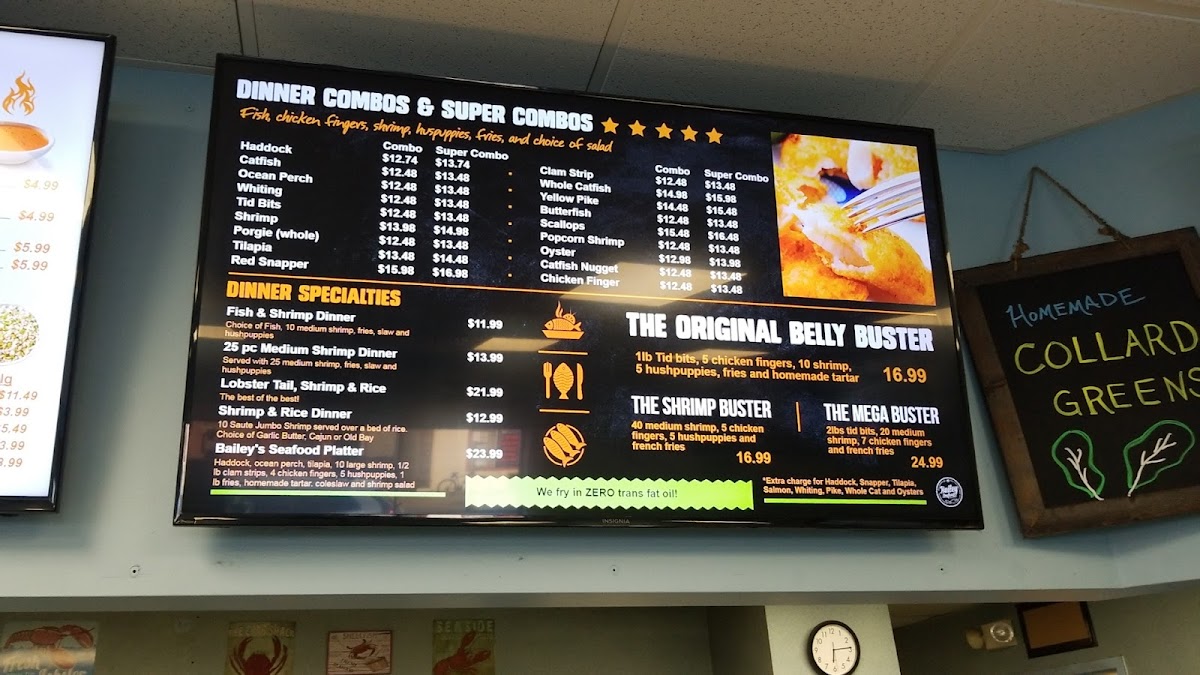 $4.99
$4.99
$5.99
$5.99
$11.49
$3.99
DINNER COMBOS & SUPER COMBOS
Fish, chicken fingers, shrimp, huspuppies, fries, and choice of salad
Combo Super Combo
Haddock $12.74 $13.74
Catfish $12.48 $13.48
Ocean Perch $12.48 $13.48
Whiting $12.48 $13.48
Tid Bits $12.48 $13.48
Shrimp $13.98 $14.98
Porgie (whole) $12.48 $13.48
Tilapia $13.48 $14.48
Red Snapper $15.98 $16.98
Combo Super Combo
Clam Strip $12.48 $13.48
Whole Catfish $14.98 $15.98
Yellow Pike $14.48 $15.48
Butterfish $12.48 $13.48
Scallops $15.48 $16.48
Popcorn Shrimp $12.48 $13.48
Oyster $12.98 $13.98
Catfish Nugget $12.48 $13.48
Chicken Finger $12.48 $13.48
DINNER SPECIALTIES
Fish & Shrimp Dinner $11.99
Choice of Fish, 10 medium shrimp, fries, slaw and
hushpuppies
25 pc Medium Shrimp Dinner $13.99
Served with 25 medium shrimp, fries, slaw and
hushpuppies
Lobster Tail, Shrimp & Rice $21.99
The best of the best!
Shrimp & Rice Dinner $12.99
10 Saute Jumbo Shrimp served over a bed of rice.
Choice of Garlic Butter, Cajun or Old Bay
Bailey's Seafood Platter $23.99
Haddock, ocean perch, tilapia, 10 large shrimp, 1/2
lb clam strips, 4 chicken fingers, 5 hushpuppies, 1
lb fries, homemade tartar, coleslaw and shrimp salad
THE ORIGINAL BELLY BUSTER
1lb Tid bits, 5 chicken fingers, 10 shrimp,
5 hushpuppies, fries and homemade tartar 16.99
THE SHRIMP BUSTER
40 medium shrimp, 5 chicken
fingers, 5 hushpuppies and
french fries
16.99
THE MEGA BUSTER
2lbs tid bits, 20 medium
shrimp, 7 chicken fingers
and french fries
24.99
We fry in ZERO trans fat oil!
*Extra charge for Haddock, Snapper, Tilapia,
Salmon, Whiting, Pike, Whole Cat and Oysters
INSIGNIA
HOMEMADE
COLLARD
GREENS
SEASIDE